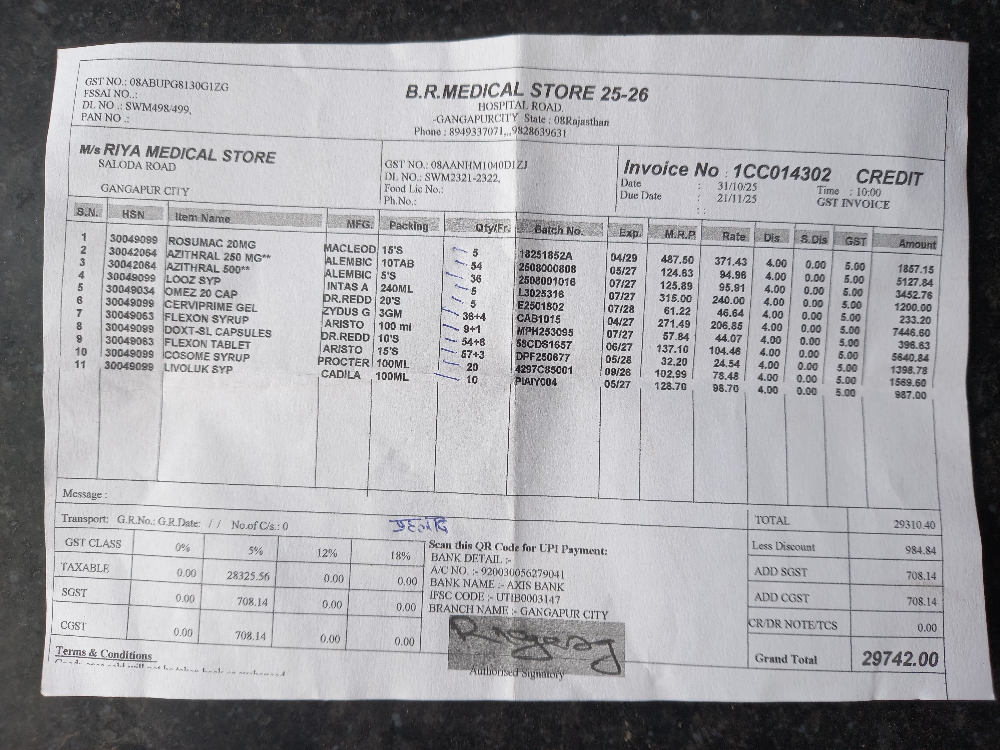 GST NO.: 08ABUPG8130G1ZG
FSSAI NO..:
DL NO .: SWM498/499,
PAN NO .:
B.R.MEDICAL STORE 25-26
HOSPITAL ROAD,
-GANGAPURCITY State : 08Rajasthan
Phone : 8949337071,,,9828639631
M/s RIYA MEDICAL STORE
SALODA ROAD
GANGAPUR CITY
GST NO.: 08AANHM1040D1ZJ
DL NO.: SWM2321-2322,
Food Lic No.:
Ph.No.:
Invoice No : 1CC014302 CREDIT
Date : 31/10/25 Time : 10:00
Due Date : 21/11/25 GST INVOICE
S.N. HSN Item Name MFG. Packing Qty/Fr. Batch No. Exp. M.R.P. Rate Dis S.Dis GST Amount
1 30049099 ROSUMAC 20MG MACLEOD 15'S 5 18251852A 04/29 487.50 371.43 4.00 0.00 5.00 1857.15
2 30042064 AZITHRAL 250 MG** ALEMBIC 10TAB 54 2508000808 05/27 124.63 94.96 4.00 0.00 5.00 5127.84
3 30042064 AZITHRAL 500** ALEMBIC 5'S 36 2508001016 07/27 125.89 95.91 4.00 0.00 5.00 3452.76
4 30049099 LOOZ SYP INTAS A 240ML 5 L3025316 07/27 315.00 240.00 4.00 0.00 5.00 1200.00
5 30049034 OMEZ 20 CAP DR.REDD 20'S 5 E2501802 07/28 61.22 46.64 4.00 0.00 5.00 233.20
6 30049099 CERVIPRIME GEL ZYDUS G 3GM 36+4 CAB1015 04/27 271.49 206.85 4.00 0.00 5.00 7446.60
7 30049063 FLEXON SYRUP ARISTO 100 ml 9+1 MPH253095 07/27 57.84 44.07 4.00 0.00 5.00 396.63
8 30049099 DOXT-SL CAPSULES DR.REDD 10'S 54+6 58CDS1657 06/27 137.10 104.46 4.00 0.00 5.00 5640.84
9 30049063 FLEXON TABLET ARISTO 15'S 57+3 DPF250677 05/28 32.20 24.54 4.00 0.00 5.00 1398.78
10 30049099 COSOME SYRUP PROCTER 100ML 20 4297C85001 09/26 102.99 78.48 4.00 0.00 5.00 1569.60
11 30049099 LIVOLUK SYP CADILA 100ML 10 PIAIY004 05/27 128.70 98.70 4.00 0.00 5.00 987.00
Message :
Transport: G.R.No.: G.R.Date: / / No.of C/s.: 0
GST CLASS 0% 5% 12% 18%
TAXABLE 0.00 28325.56 0.00 0.00
SGST 0.00 708.14 0.00 0.00
CGST 0.00 708.14 0.00 0.00
Scan this QR Code for UPI Payment:
BANK DETAIL :-
A/C NO. :- 920030056279041
BANK NAME :- AXIS BANK
IFSC CODE :- UTIB0003147
BRANCH NAME :- GANGAPUR CITY
Authorised Signatory
TOTAL 29310.40
Less Discount 984.84
ADD SGST 708.14
ADD CGST 708.14
CR/DR NOTE/TCS 0.00
Grand Total 29742.00
Terms & Conditions